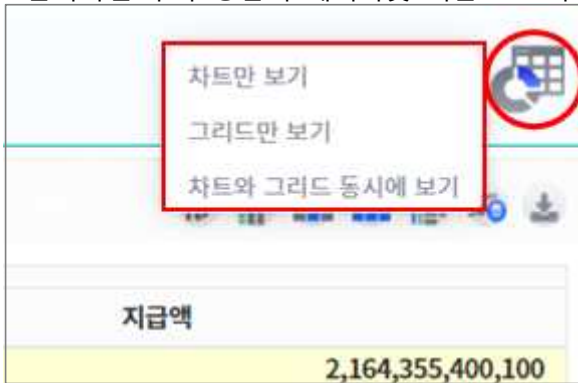 차트만 보기
그리드만 보기
차트와 그리드 동시에 보기
지급액
2,164,355,400,100